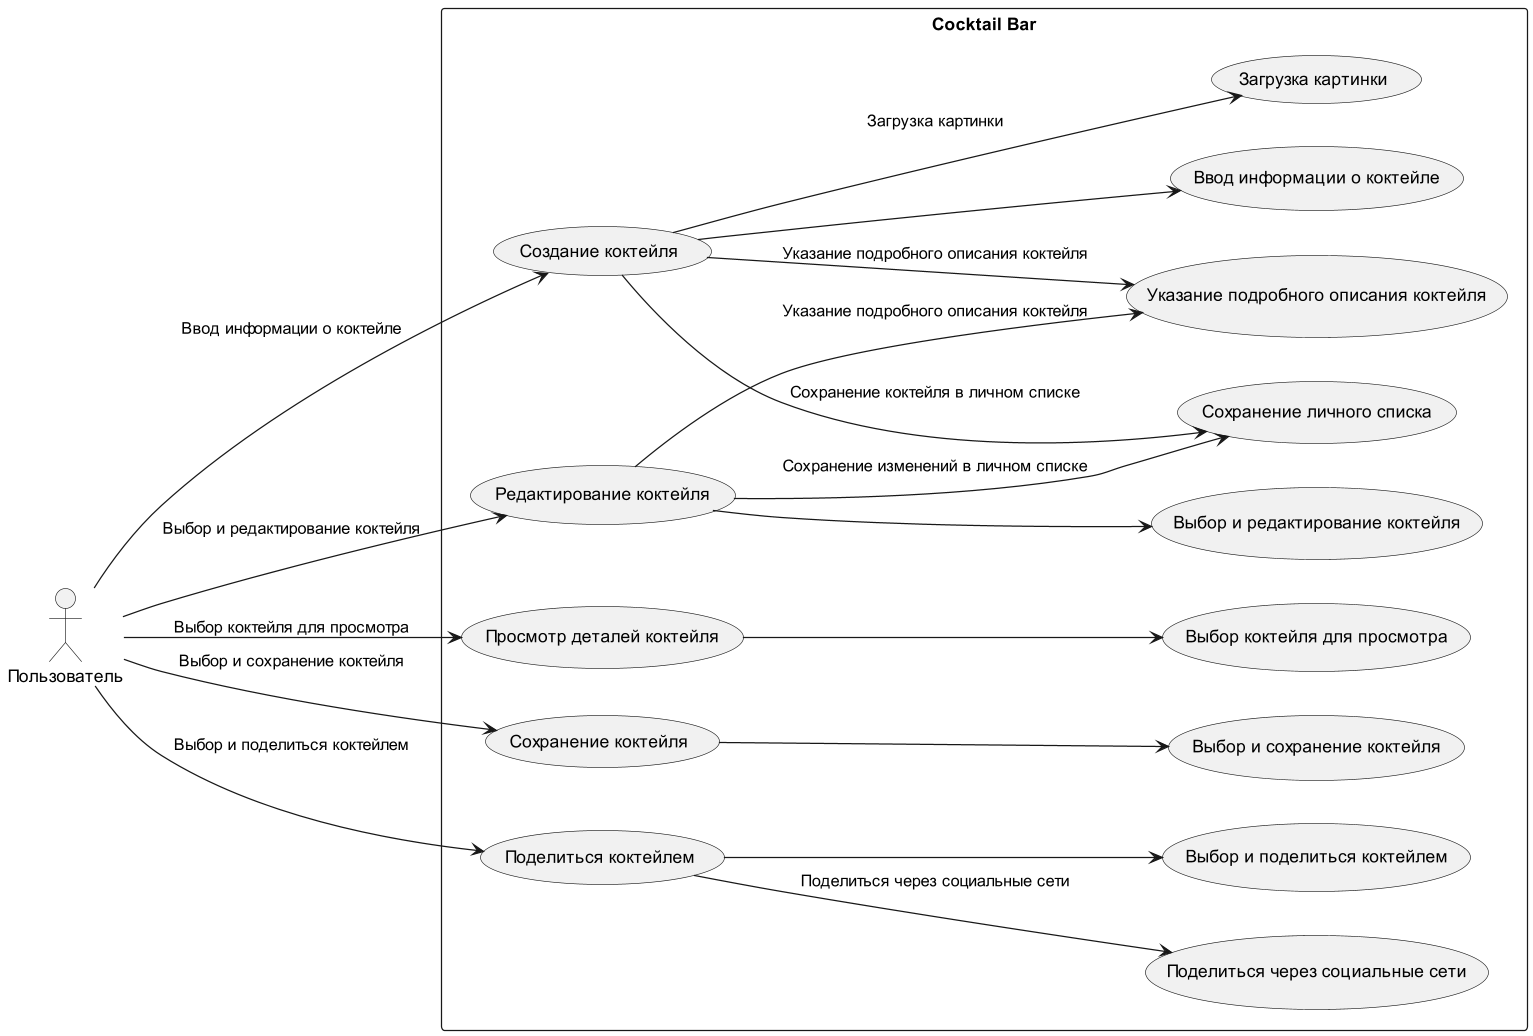 Cocktail Bar
Загрузка картинки
Загрузка картинки
Ввод информации о коктейле
Создание коктейля
Указание подробного описания коктейля
Указание подробного описания коктейля
Указание подробного описания коктейля
Ввод информации о коктейле
Сохранение коктейля в личном списке
Сохранение личного списка
Сохранение изменений в личном списке
Редактирование коктейля
Выбор и редактирование коктейля
Выбор и редактирование коктейля
Выбор коктейля для просмотра
Просмотр деталей коктейля
Выбор коктейля для просмотра
Выбор и сохранение коктейля
Пользователь
Сохранение коктейля
Выбор и сохранение коктейля
Выбор и поделиться коктейлем
Поделиться коктейлем
Выбор и поделиться коктейлем
Поделиться через социальные сети
Поделиться через социальные сети